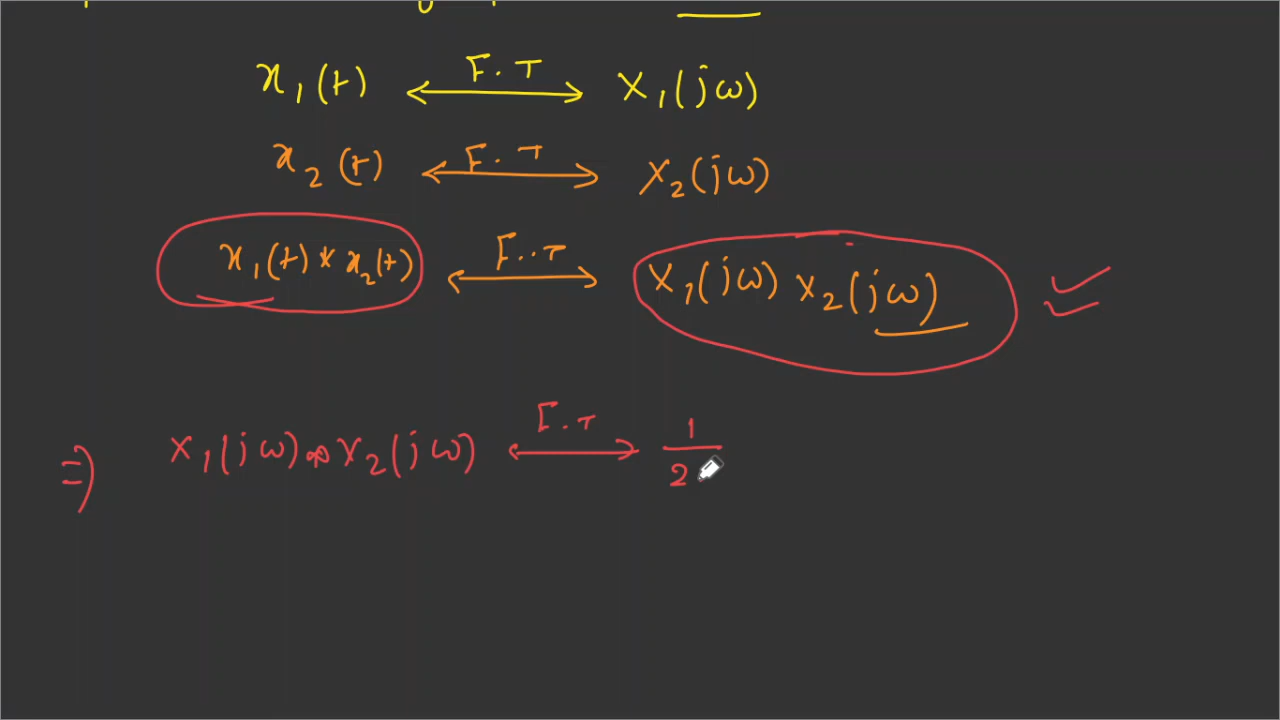 x₁(t) ⟷ F.T X₁(jω)
x₂(t) ⟷ F.T X₂(jω)
x₁(t) * x₂(t) ⟷ F..T X₁(jω) X₂(jω)
⇒ X₁(jω) * X₂(jω) ⟷ F.T 1/2